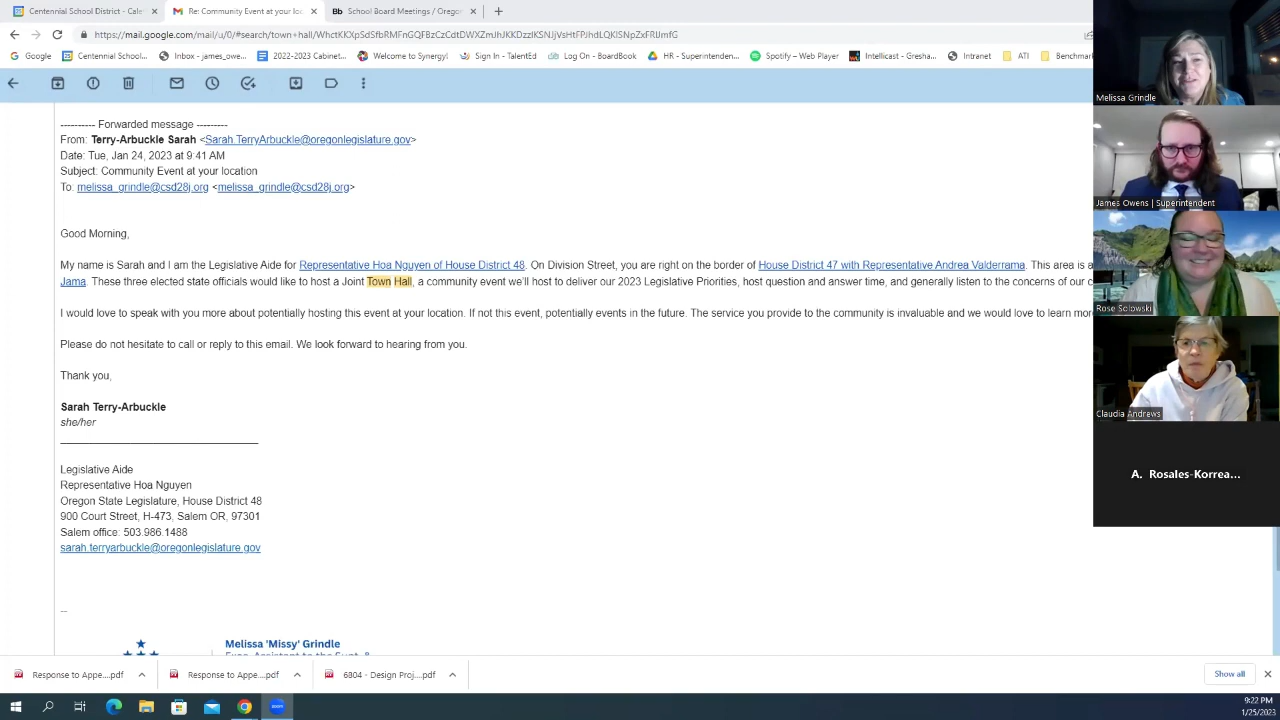 Centennial School District - Cale
Re: Community Event at your loc
School Board Meetings / Orego
https://mail.google.com/mail/u/0/#search/town+hall/WhctKKXpSdSfbRMFnGQJFBzCzCdtDWXZmJhJKKDzzlKSNJjVsHtFPJhdLQKlSNpZxFRJmfG
Google
Centennial School...
Inbox - james_owe...
2022-2023 Cabinet...
Welcome to Synergy!
Sign In - TalentEd
Log On - BoardBook
HR - Superintenden...
Spotify – Web Player
Intellicast - Gresha...
Intranet
ATI
Benchmar
---------- Forwarded message ---------
From: Terry-Arbuckle Sarah <Sarah.TerryArbuckle@oregonlegislature.gov>
Date: Tue, Jan 24, 2023 at 9:41 AM
Subject: Community Event at your location
To: melissa_grindle@csd28j.org <melissa_grindle@csd28j.org>
Good Morning,
My name is Sarah and I am the Legislative Aide for Representative Hoa Nguyen of House District 48. On Division Street, you are right on the border of House District 47 with Representative Andrea Valderrama. This area is a
Jama. These three elected state officials would like to host a Joint Town Hall, a community event we'll host to deliver our 2023 Legislative Priorities, host question and answer time, and generally listen to the concerns of our c
I would love to speak with you more about potentially hosting this event at your location. If not this event, potentially events in the future. The service you provide to the community is invaluable and we would love to learn mor
Please do not hesitate to call or reply to this email. We look forward to hearing from you.
Thank you,
Sarah Terry-Arbuckle
she/her
Legislative Aide
Representative Hoa Nguyen
Oregon State Legislature, House District 48
900 Court Street, H-473, Salem OR, 97301
Salem office: 503.986.1488
sarah.terryarbuckle@oregonlegislature.gov
--
Melissa 'Missy' Grindle
Exec. Assistant to the Supt. &
Melissa Grindle
James Owens | Superintendent
Rose Solowski
Claudia Andrews
A. Rosales-Korrea...
Response to Appe....pdf
Response to Appe....pdf
6804 - Design Proj....pdf
Show all
9:22 PM
1/25/2023